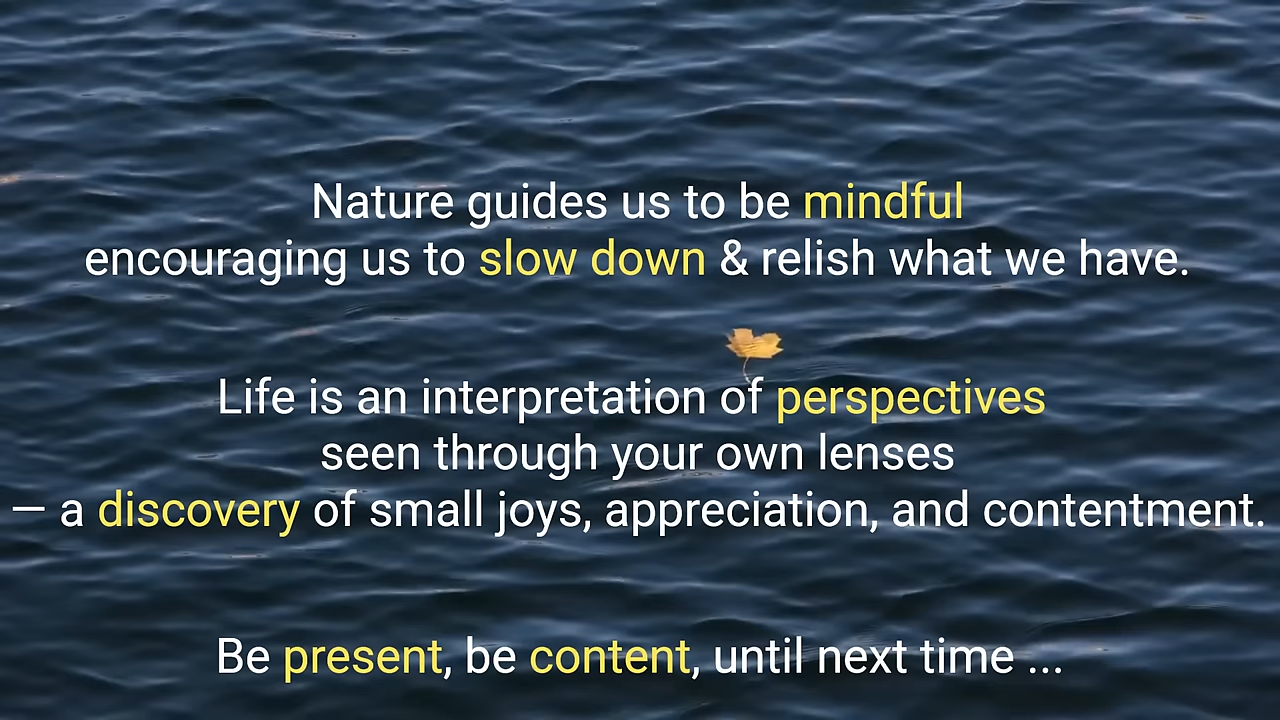 Nature guides us to be mindful
encouraging us to slow down & relish what we have.
Life is an interpretation of perspectives
seen through your own lenses
— a discovery of small joys, appreciation, and contentment.
Be present, be content, until next time ...